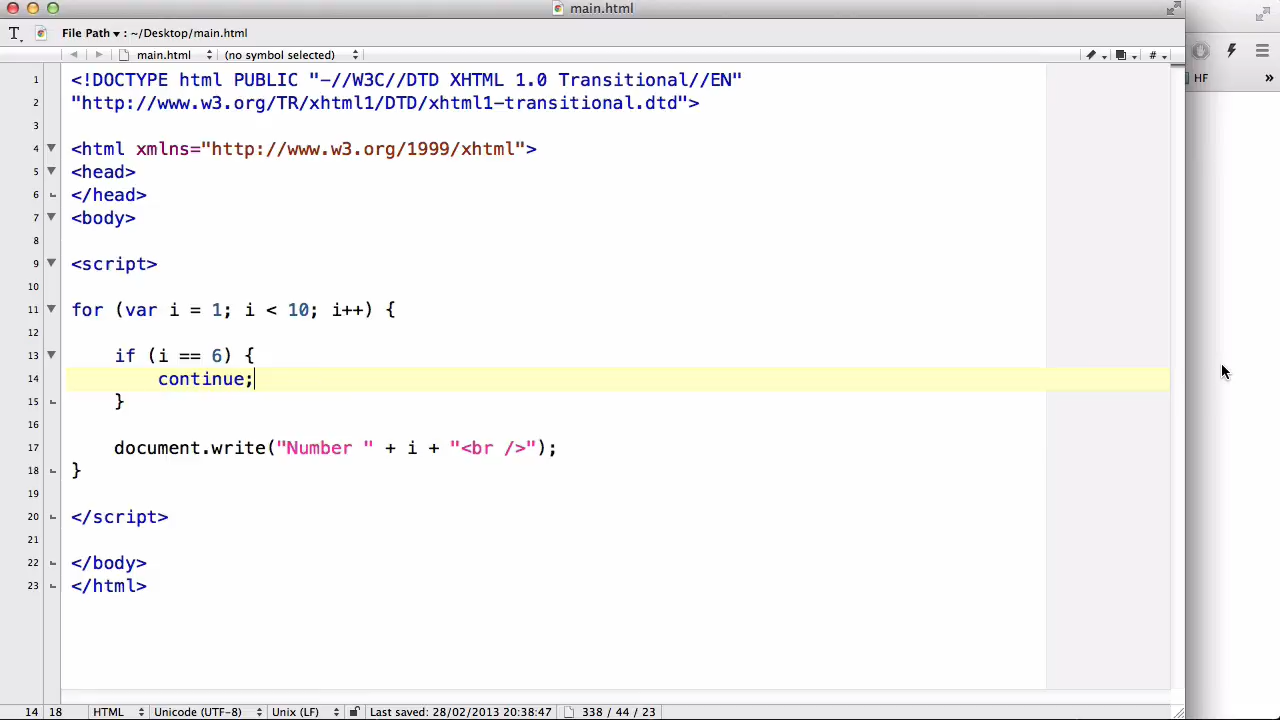 main.html
File Path ▾ : ~/Desktop/main.html
main.html (no symbol selected) #
HF »
1 <!DOCTYPE html PUBLIC "-//W3C//DTD XHTML 1.0 Transitional//EN"
2 "http://www.w3.org/TR/xhtml1/DTD/xhtml1-transitional.dtd">
3
4 <html xmlns="http://www.w3.org/1999/xhtml">
5 <head>
6 </head>
7 <body>
8
9 <script>
10
11 for (var i = 1; i < 10; i++) {
12
13 if (i == 6) {
14 continue;
15 }
16
17 document.write("Number " + i + "<br />");
18 }
19
20 </script>
21
22 </body>
23 </html>
14 18 HTML Unicode (UTF-8) Unix (LF) Last saved: 28/02/2013 20:38:47 338 / 44 / 23